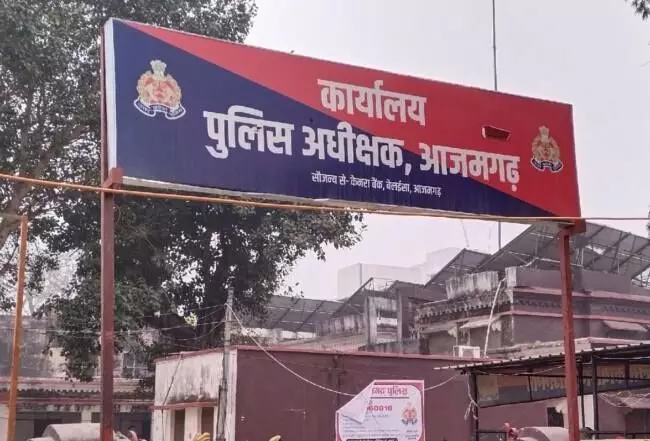 कार्यालय
पुलिस अधीक्षक, आजमगढ़
सौजन्य से- केनरा बैंक, बेलईसा, आजमगढ़
पुलिस